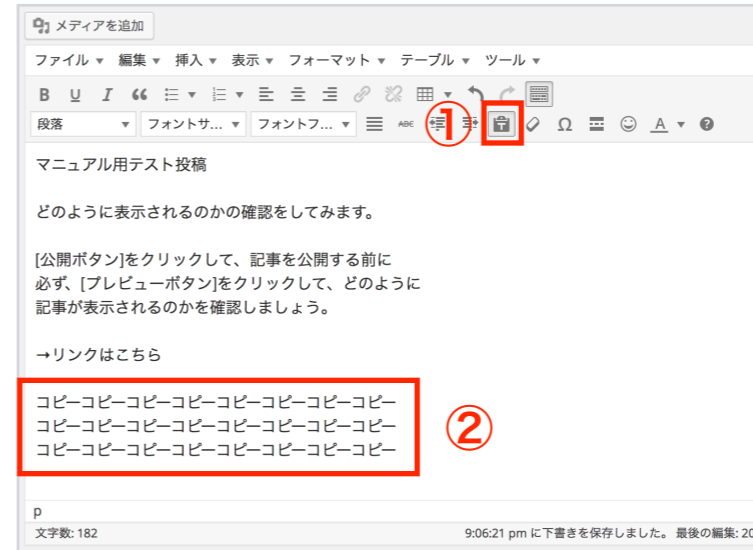 メディアを追加
ファイル ▼ 編集 ▼ 挿入 ▼ 表示 ▼ フォーマット ▼ テーブル ▼ ツール ▼
B U I “
段落 ▼ フォントサ... ▼ フォントフ... ▼ ABC ① T Ω A ▼ ?
マニュアル用テスト投稿
どのように表示されるのかの確認をしてみます。
[公開ボタン]をクリックして、記事を公開する前に
必ず、[プレビューボタン]をクリックして、どのように
記事が表示されるのかを確認しましょう。
→リンクはこちら
コピーコピーコピーコピーコピーコピーコピーコピー
コピーコピーコピーコピーコピーコピーコピーコピー
コピーコピーコピーコピーコピーコピーコピーコピー
②
p
文字数: 182 9:06:21 pm に下書きを保存しました。 最後の編集: 20